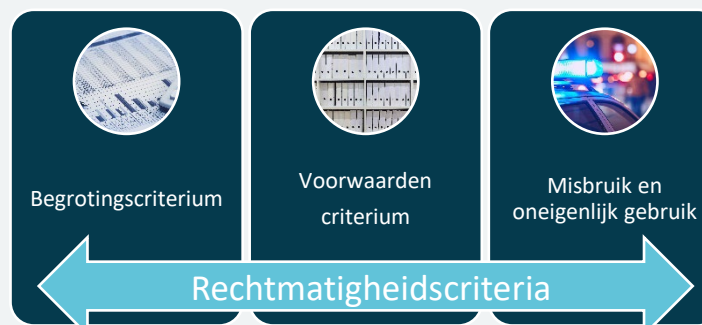 Begrotingscriterium
Voorwaarden
criterium
Misbruik en
oneigenlijk gebruik
Rechtmatigheidscriteria